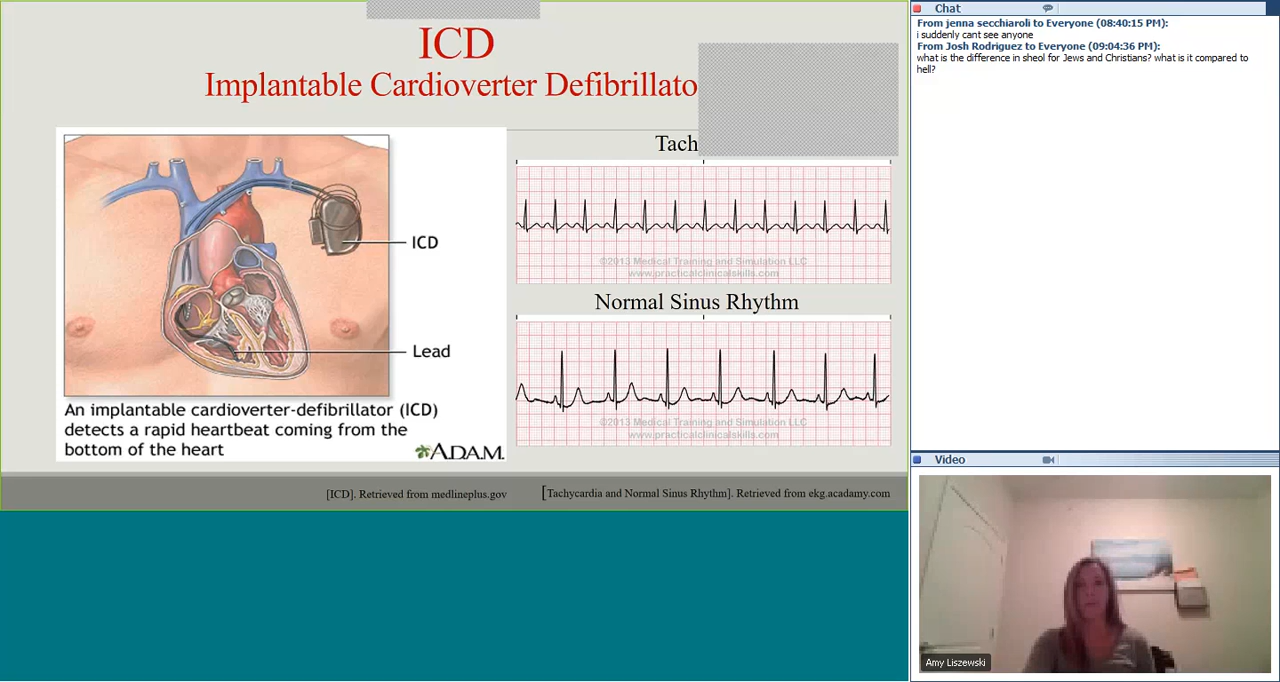 ICD
Implantable Cardioverter Defibrillato
ICD
Lead
An implantable cardioverter-defibrillator (ICD)
detects a rapid heartbeat coming from the
bottom of the heart
ADAM.
Tach
©2013 Medical Training and Simulation LLC
www.practicalclinicalskills.com
Normal Sinus Rhythm
©2013 Medical Training and Simulation LLC
www.practicalclinicalskills.com
[ICD]. Retrieved from medlineplus.gov
[Tachycardia and Normal Sinus Rhythm]. Retrieved from ekg.acadamy.com
Chat
From jenna secchiaroli to Everyone (08:40:15 PM):
i suddenly cant see anyone
From Josh Rodriguez to Everyone (09:04:36 PM):
what is the difference in sheol for Jews and Christians? what is it compared to
hell?
Video
Amy Liszewski